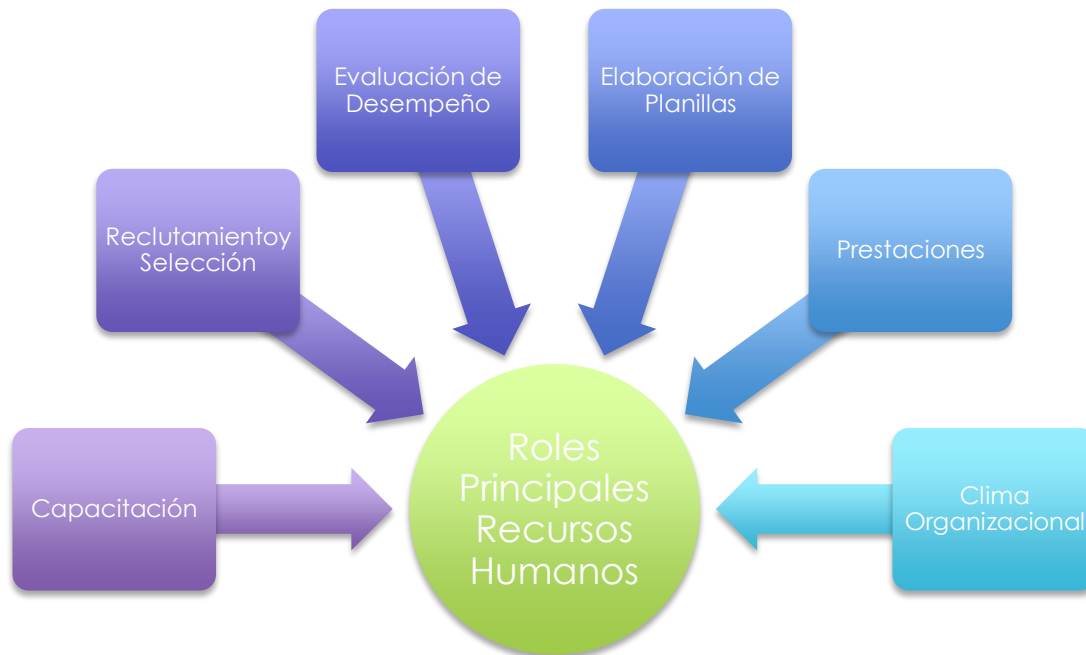 Evaluación de
Desempeño
Elaboración de
Planillas
Reclutamientoy
Selección
Prestaciones
Capacitación
Roles
Principales
Recursos
Humanos
Clima
Organizacional